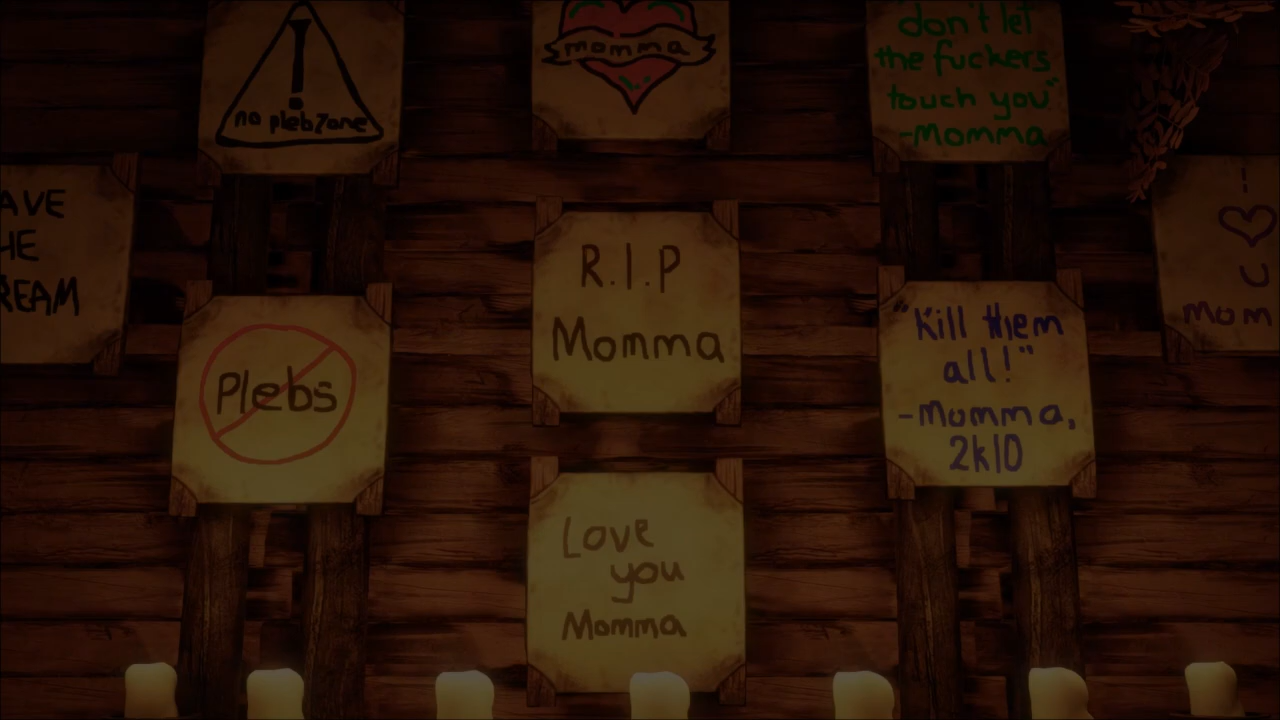 !
no plebzone
momma
"don't let
the fuckers
touch you"
-Momma
AVE
HE
REAM
R.I.P
Momma
I
U
Mom
Plebs
"Kill them
all!"
-Momma,
2k10
Love
you
Momma